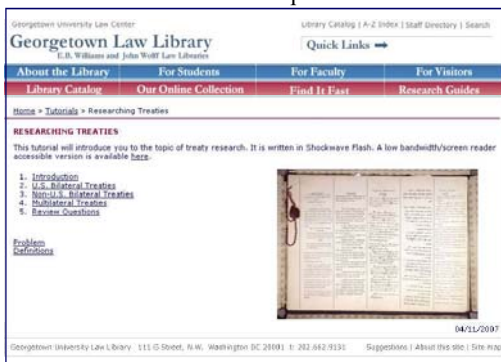 Georgetown University Law Center
Library Catalog | A-Z Index | Staff Directory | Search
Georgetown Law Library
E.B. Williams and John Wolff Law Libraries
Quick Links
About the Library For Students For Faculty For Visitors
Library Catalog Our Online Collection Find It Fast Research Guides
Home > Tutorials > Researching Treaties
RESEARCHING TREATIES
This tutorial will introduce you to the topic of treaty research. It is written in Shockwave Flash. A low bandwidth/screen reader
accessible version is available here.
1. Introduction
2. U.S. Bilateral Treaties
3. Non-U.S. Bilateral Treaties
4. Multilateral Treaties
5. Review Questions
Problem
Definitions
04/11/2007
Georgetown University Law Library 111 G Street, N.W. Washington DC 20001 t: 202.662.9131 Suggestions | About this site | Site map